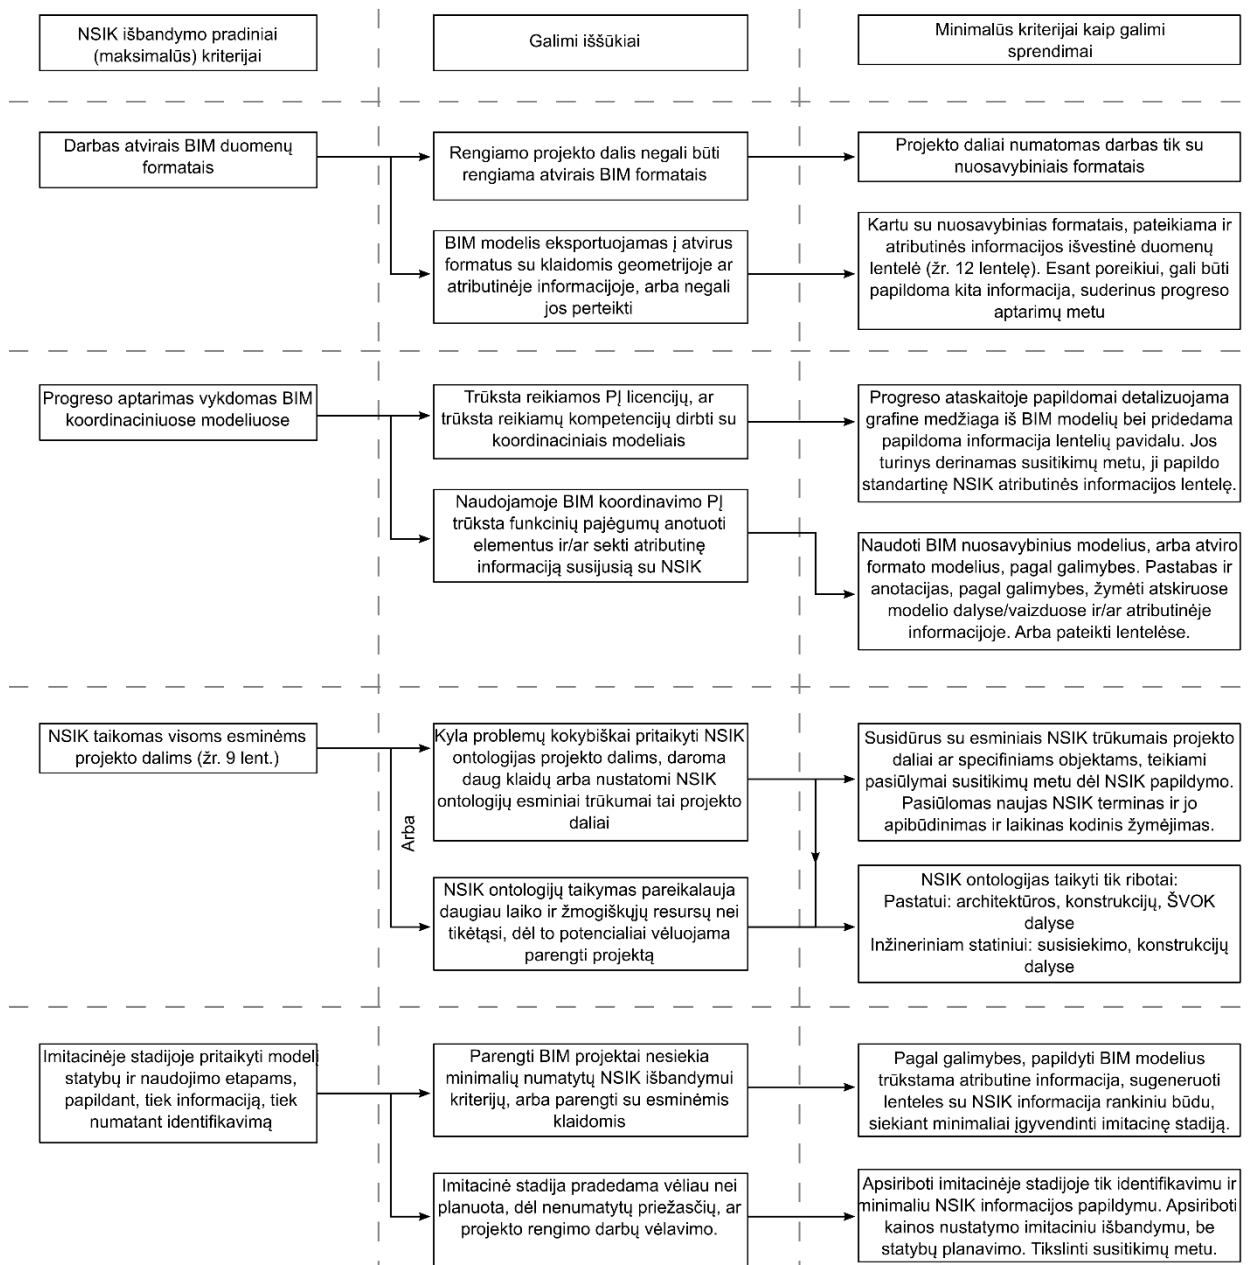 NSIK išbandymo pradiniai
(maksimalūs) kriterijai
Galimi iššūkiai
Minimalūs kriterijai kaip galimi
sprendimai
Darbas atvirais BIM duomenų
formatais
Rengiamo projekto dalis negali būti
rengiama atvirais BIM formatais
Projekto daliai numatomas darbas tik su
nuosavybiniais formatais
BIM modelis eksportuojamas į atvirus
formatus su klaidomis geometrijoje ar
atributinėje informacijoje, arba negali
jos perteikti
Kartu su nuosavybinias formatais, pateikiama ir
atributinės informacijos išvestinė duomenų
lentelė (žr. 12 lentelę). Esant poreikiui, gali būti
papildoma kita informacija, suderinus progreso
aptarimų metu
Progreso aptarimas vykdomas BIM
koordinaciniuose modeliuose
Trūksta reikiamos PĮ licencijų, ar
trūksta reikiamų kompetencijų dirbti su
koordinaciniais modeliais
Progreso ataskaitoje papildomai detalizuojama
grafine medžiaga iš BIM modelių bei pridedama
papildoma informacija lentelių pavidalu. Jos
turinys derinamas susitikimų metu, ji papildo
standartinę NSIK atributinės informacijos lentelę.
Naudojamoje BIM koordinavimo PĮ
trūksta funkcinių pajėgumų anotuoti
elementus ir/ar sekti atributinę
informaciją susijusią su NSIK
Naudoti BIM nuosavybinius modelius, arba atviro
formato modelius, pagal galimybes. Pastabas ir
anotacijas, pagal galimybes, žymėti atskiruose
modelio dalyse/vaizduose ir/ar atributinėje
informacijoje. Arba pateikti lentelėse.
NSIK taikomas visoms esminėms
projekto dalims (žr. 9 lent.)
Arba
Kyla problemų kokybiškai pritaikyti NSIK
ontologijas projekto dalims, daroma
daug klaidų arba nustatomi NSIK
ontologijų esminiai trūkumai tai projekto
daliai
Susidūrus su esminiais NSIK trūkumais projekto
daliai ar specifiniams objektams, teikiami
pasiūlymai susitikimų metu dėl NSIK papildymo.
Pasiūlomas naujas NSIK terminas ir jo
apibūdinimas ir laikinas kodinis žymėjimas.
NSIK ontologijų taikymas pareikalauja
daugiau laiko ir žmogiškųjų resursų nei
tikėtąsi, dėl to potencialiai vėluojama
parengti projektą
NSIK ontologijas taikyti tik ribotai:
Pastatui: architektūros, konstrukcijų, ŠVOK
dalyse
Inžineriniam statiniui: susisiekimo, konstrukcijų
dalyse
Imitacinėje stadijoje pritaikyti modelį
statybų ir naudojimo etapams,
papildant, tiek informaciją, tiek
numatant identifikavimą
Parengti BIM projektai nesiekia
minimalių numatytų NSIK išbandymui
kriterijų, arba parengti su esminėmis
klaidomis
Pagal galimybes, papildyti BIM modelius
trūkstama atributine informacija, sugeneruoti
lenteles su NSIK informacija rankiniu būdu,
siekiant minimaliai įgyvendinti imitacinę stadiją.
Imitacinė stadija pradedama vėliau nei
planuota, dėl nenumatytų priežasčių, ar
projekto rengimo darbų vėlavimo.
Apsiriboti imitacinėje stadijoje tik identifikavimu ir
minimaliu NSIK informacijos papildymu. Apsiriboti
kainos nustatymo imitaciniu išbandymu, be
statybų planavimo. Tikslinti susitikimų metu.